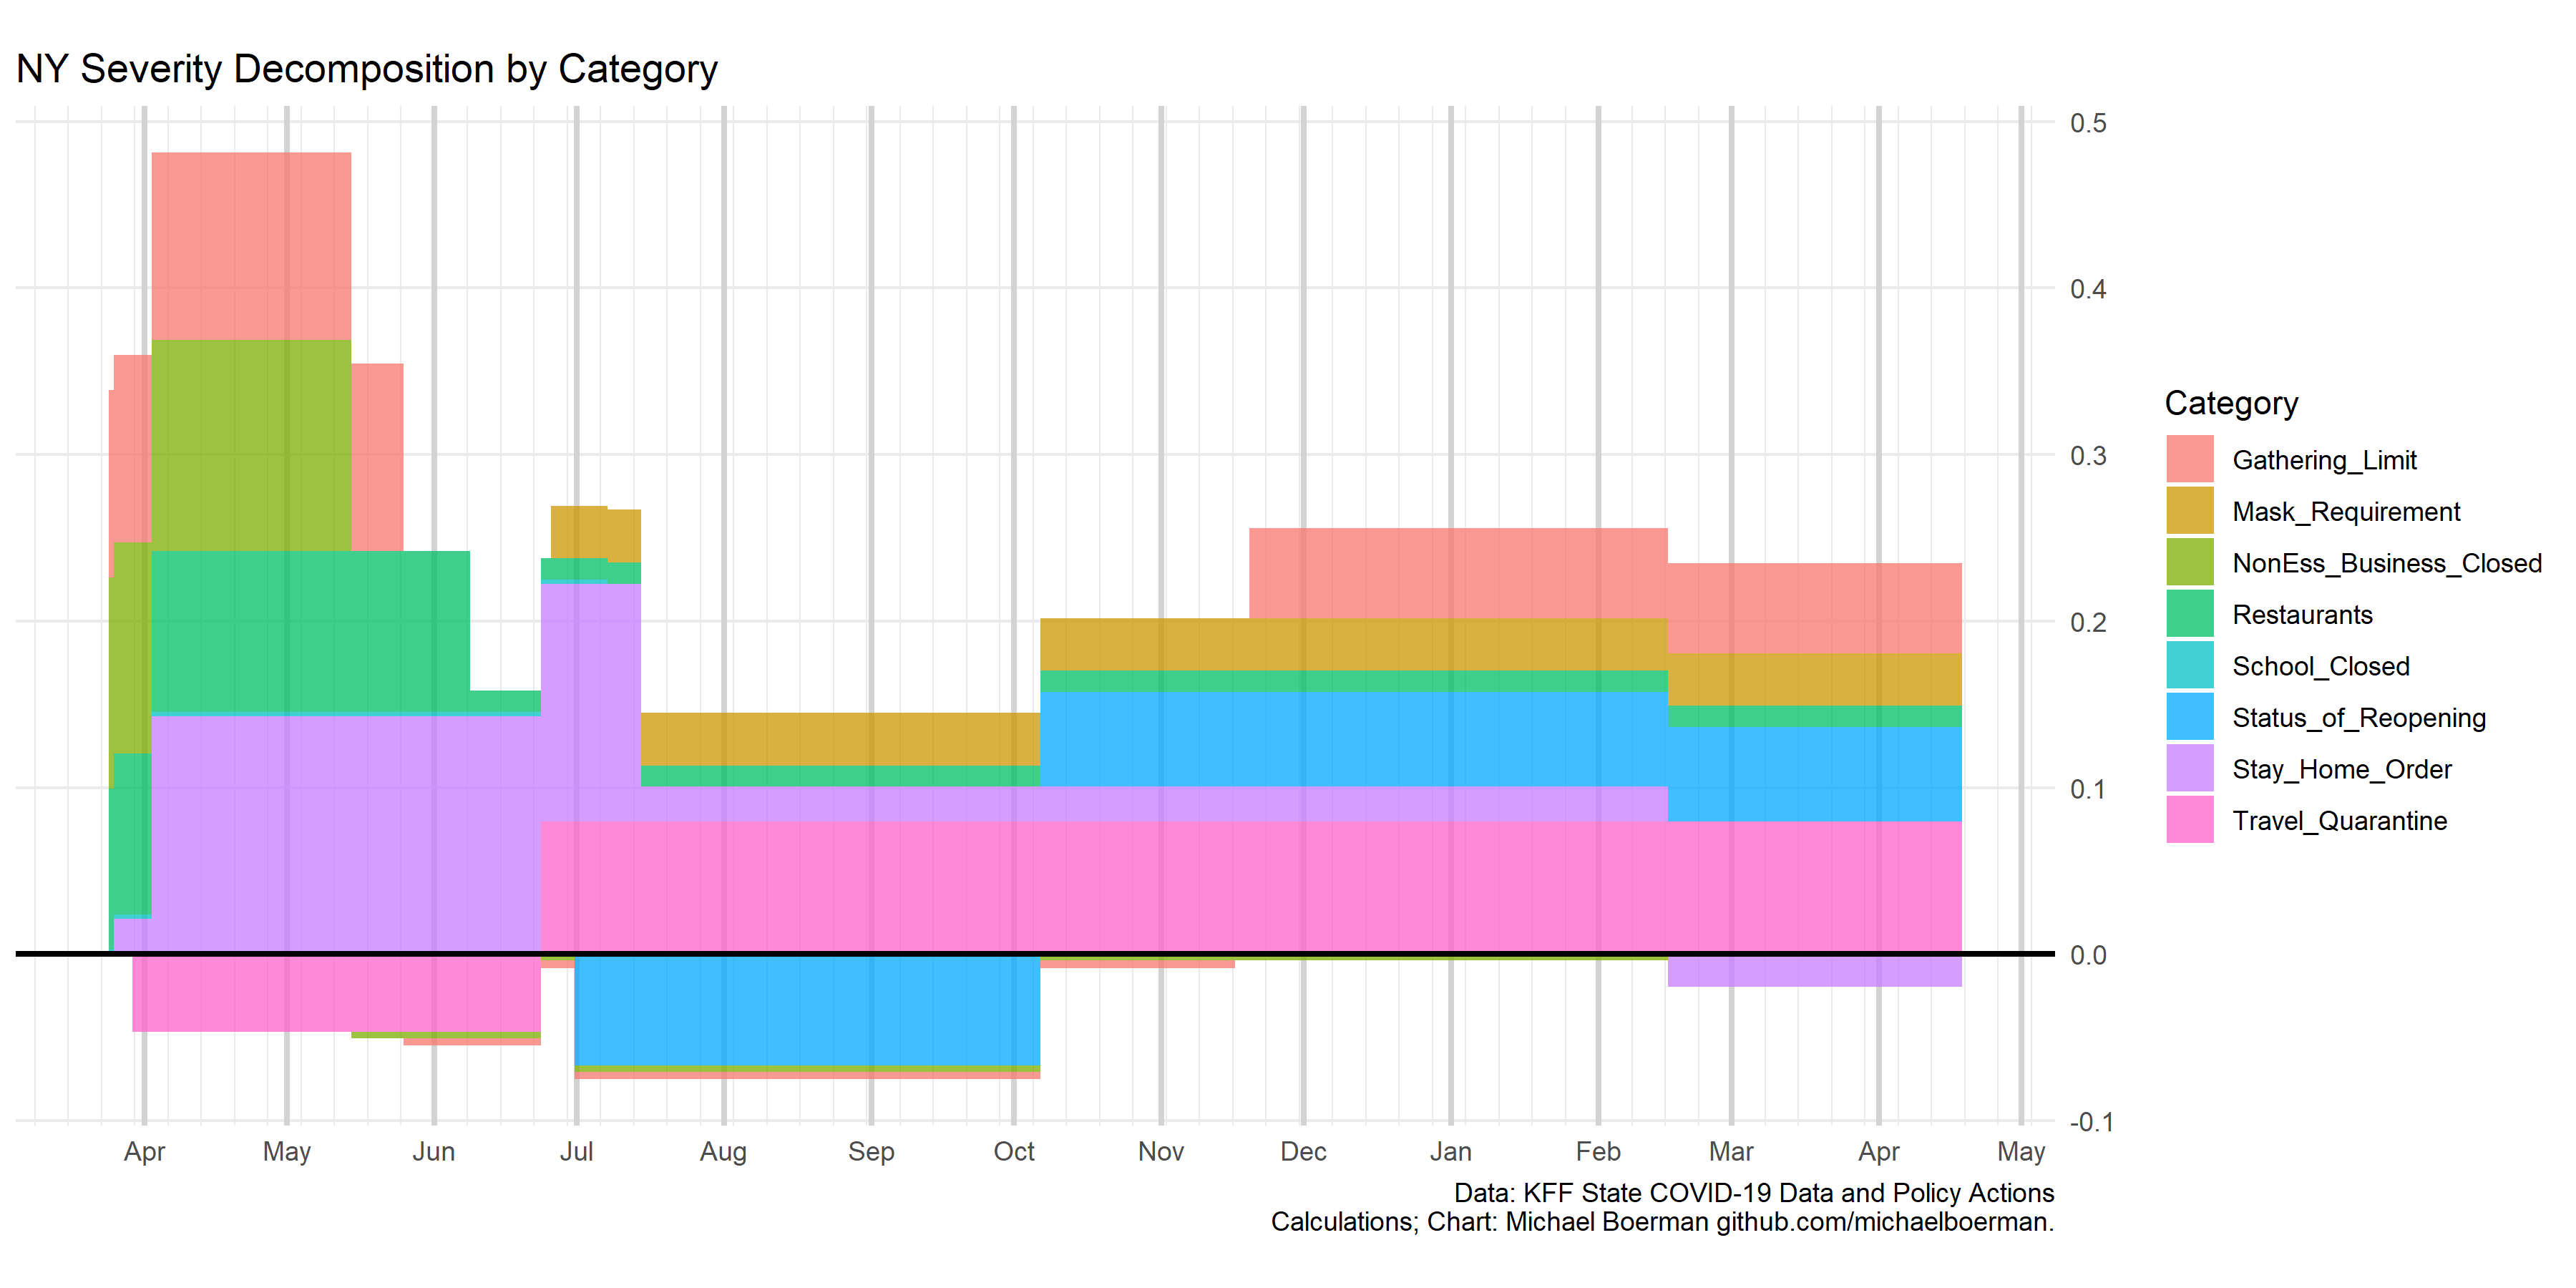 NY Severity Decomposition by Category
0.5
0.4
0.3
0.2
0.1
0.0
-0.1
Apr May Jun Jul Aug Sep Oct Nov Dec Jan Feb Mar Apr May
Category
Gathering_Limit
Mask_Requirement
NonEss_Business_Closed
Restaurants
School_Closed
Status_of_Reopening
Stay_Home_Order
Travel_Quarantine
Data: KFF State COVID-19 Data and Policy Actions
Calculations; Chart: Michael Boerman github.com/michaelboerman.